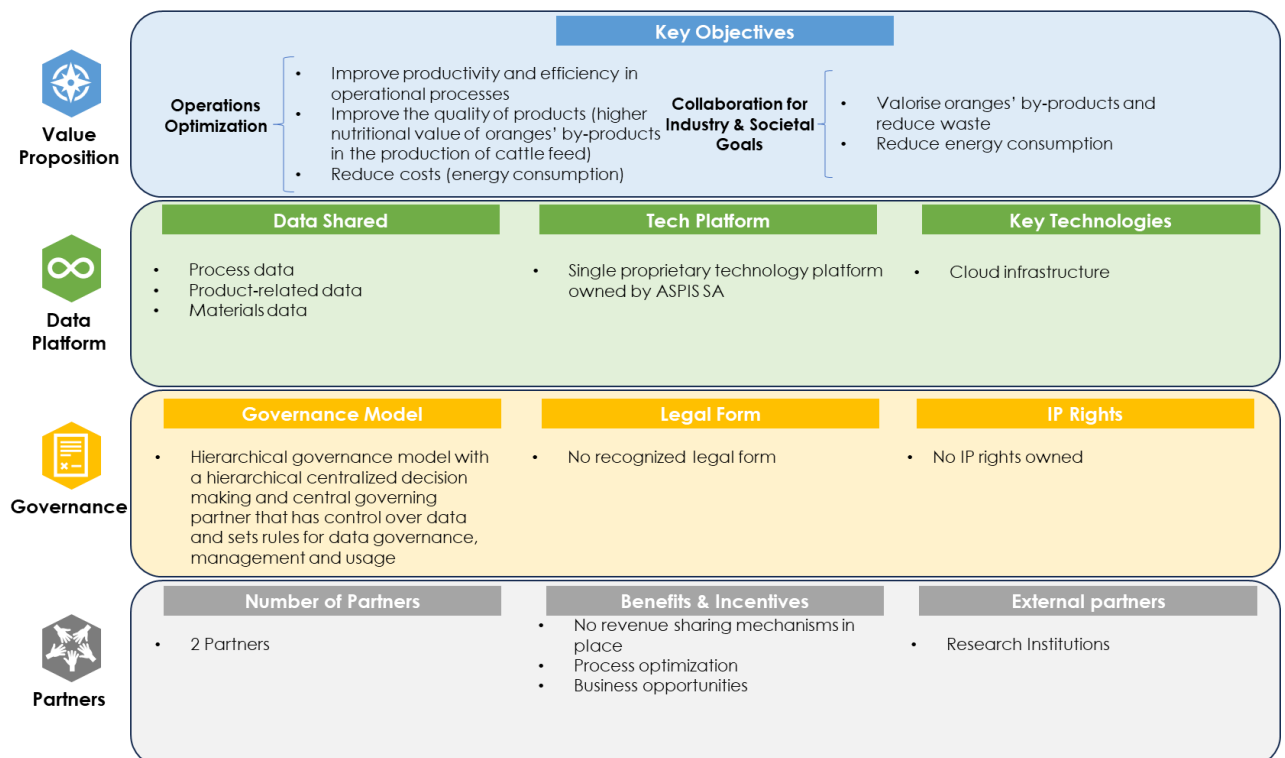 Key Objectives
Value
Proposition
Operations
Optimization
• Improve productivity and efficiency in
operational processes
• Improve the quality of products (higher
nutritional value of oranges’ by-products
in the production of cattle feed)
• Reduce costs (energy consumption)
Collaboration for
Industry & Societal
Goals
• Valorise oranges’ by-products and
reduce waste
• Reduce energy consumption
Data
Platform
Data Shared
• Process data
• Product-related data
• Materials data
Tech Platform
• Single proprietary technology platform
owned by ASPIS SA
Key Technologies
• Cloud infrastructure
Governance
Governance Model
• Hierarchical governance model with
a hierarchical centralized decision
making and central governing
partner that has control over data
and sets rules for data governance,
management and usage
Legal Form
• No recognized legal form
IP Rights
• No IP rights owned
Partners
Number of Partners
• 2 Partners
Benefits & Incentives
• No revenue sharing mechanisms in
place
• Process optimization
• Business opportunities
External partners
• Research Institutions